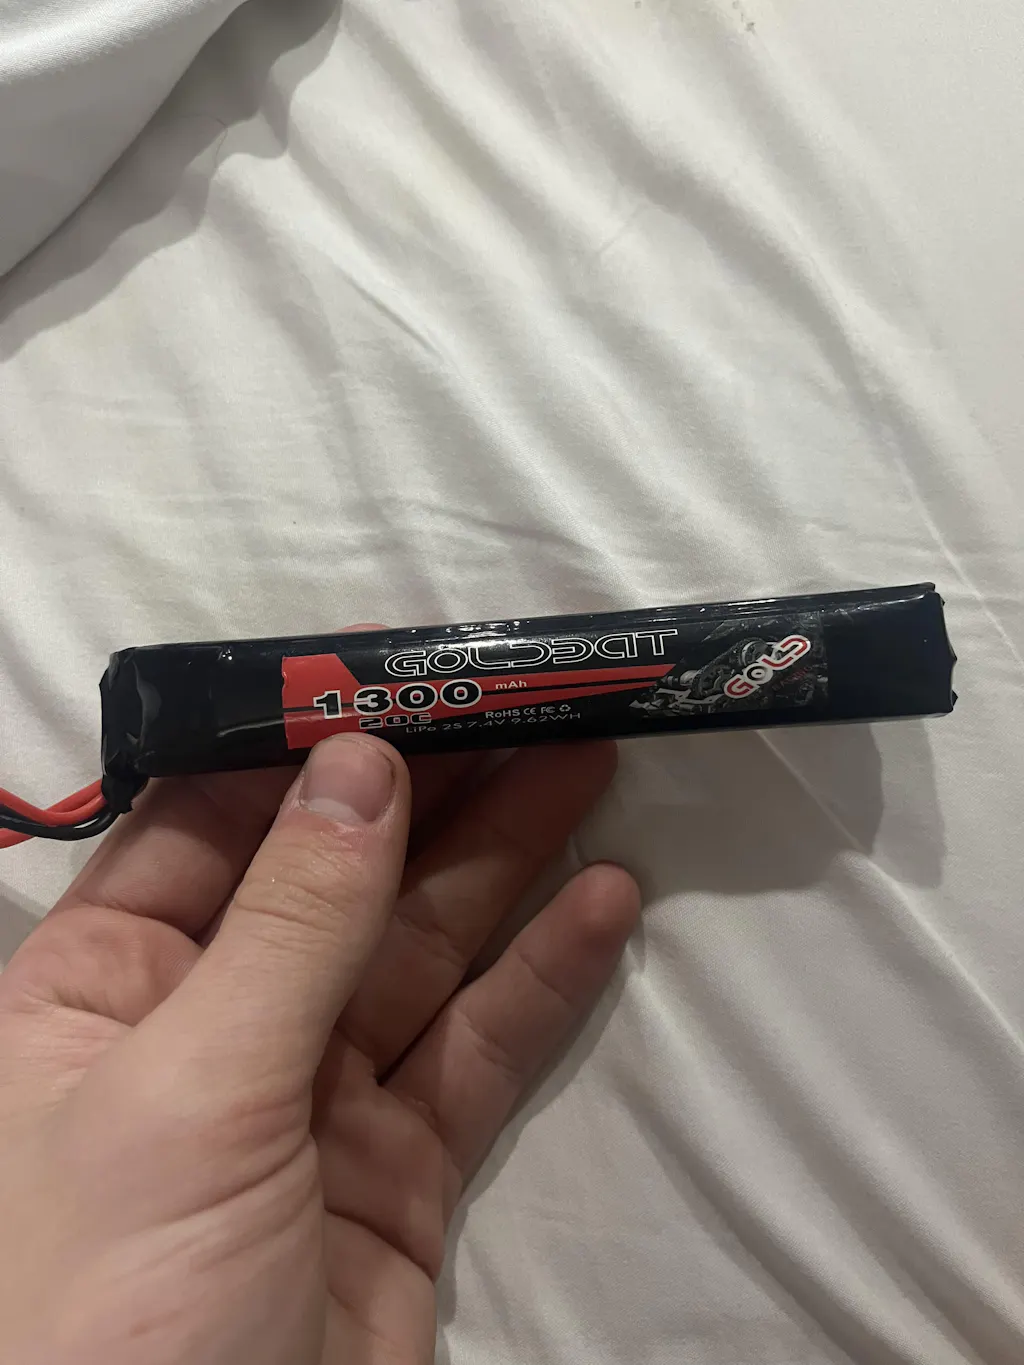 GOLDBAT
1300 mAh
20C
RoHS CE FC
LiPo 2S 7.4V 9.62WH
GOLD